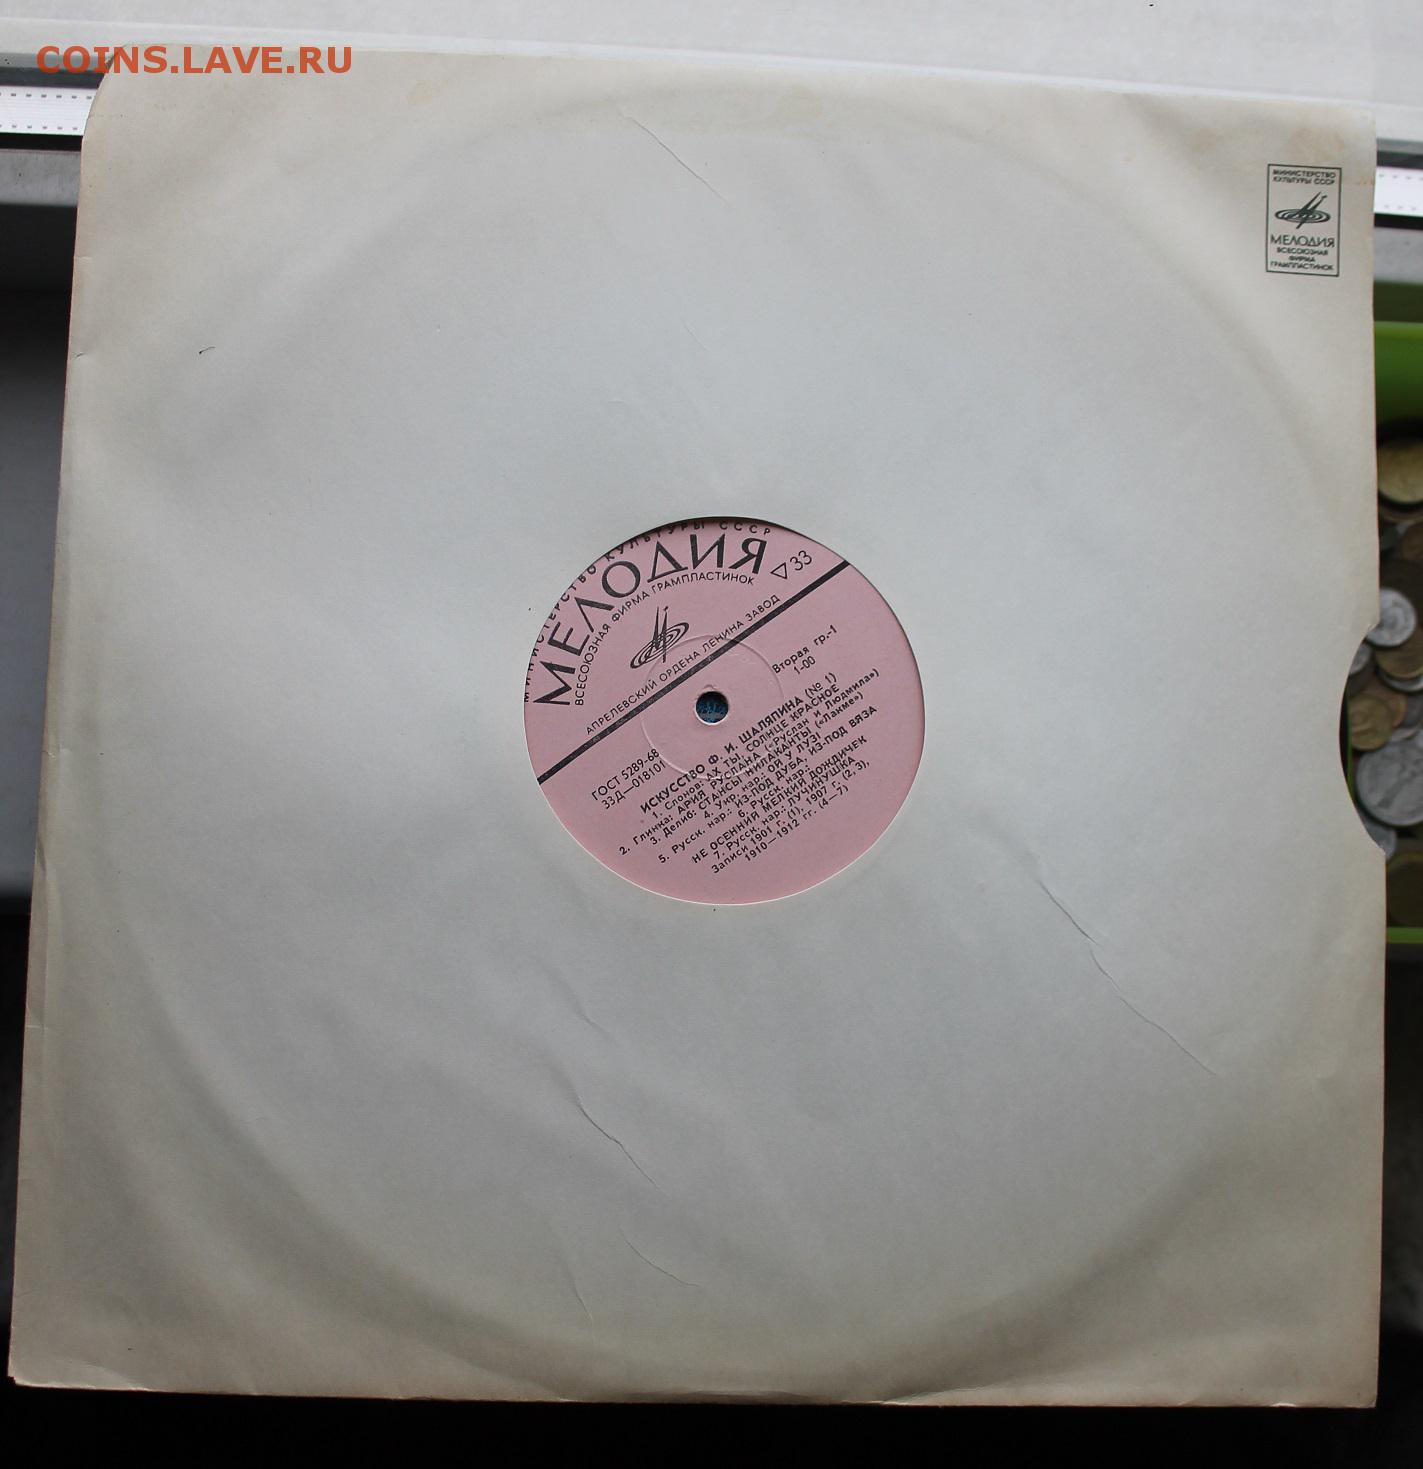 COINS.LAVE.RU
МИНИСТЕРСТВО
КУЛЬТУРЫ СССР
МЕЛОДИЯ
ВСЕСОЮЗНАЯ
ФИРМА
ГРАМПЛАСТИНОК
МИНИСТЕРСТВО КУЛЬТУРЫ СССР
МЕЛОДИЯ
ВСЕСОЮЗНАЯ ФИРМА ГРАМПЛАСТИНОК
▽ 33
АПРЕЛЕВСКИЙ ОРДЕНА ЛЕНИНА ЗАВОД
ГОСТ 5289-68
33Д—018101
Вторая гр.-1
1-00
ИСКУССТВО Ф. И. ШАЛЯПИНА (№ 1)
1. Слонов: АХ ТЫ, СОЛНЦЕ КРАСНОЕ
2. Глинка: АРИЯ РУСЛАНА («Руслан и Людмила»)
3. Делиб: СТАНСЫ НИЛАКАНТЫ («Лакме»)
4. Укр. нар.: ОЙ У ЛУЗІ
5. Русск. нар.: ИЗ-ПОД ДУБА, ИЗ-ПОД ВЯЗА
6. Русск. нар.:
НЕ ОСЕННИЙ МЕЛКИЙ ДОЖДИЧЕК
7. Русск. нар.: ЛУЧИНУШКА
Записи 1901 г. (1), 1907 г. (2, 3),
1910—1912 гг. (4—7)